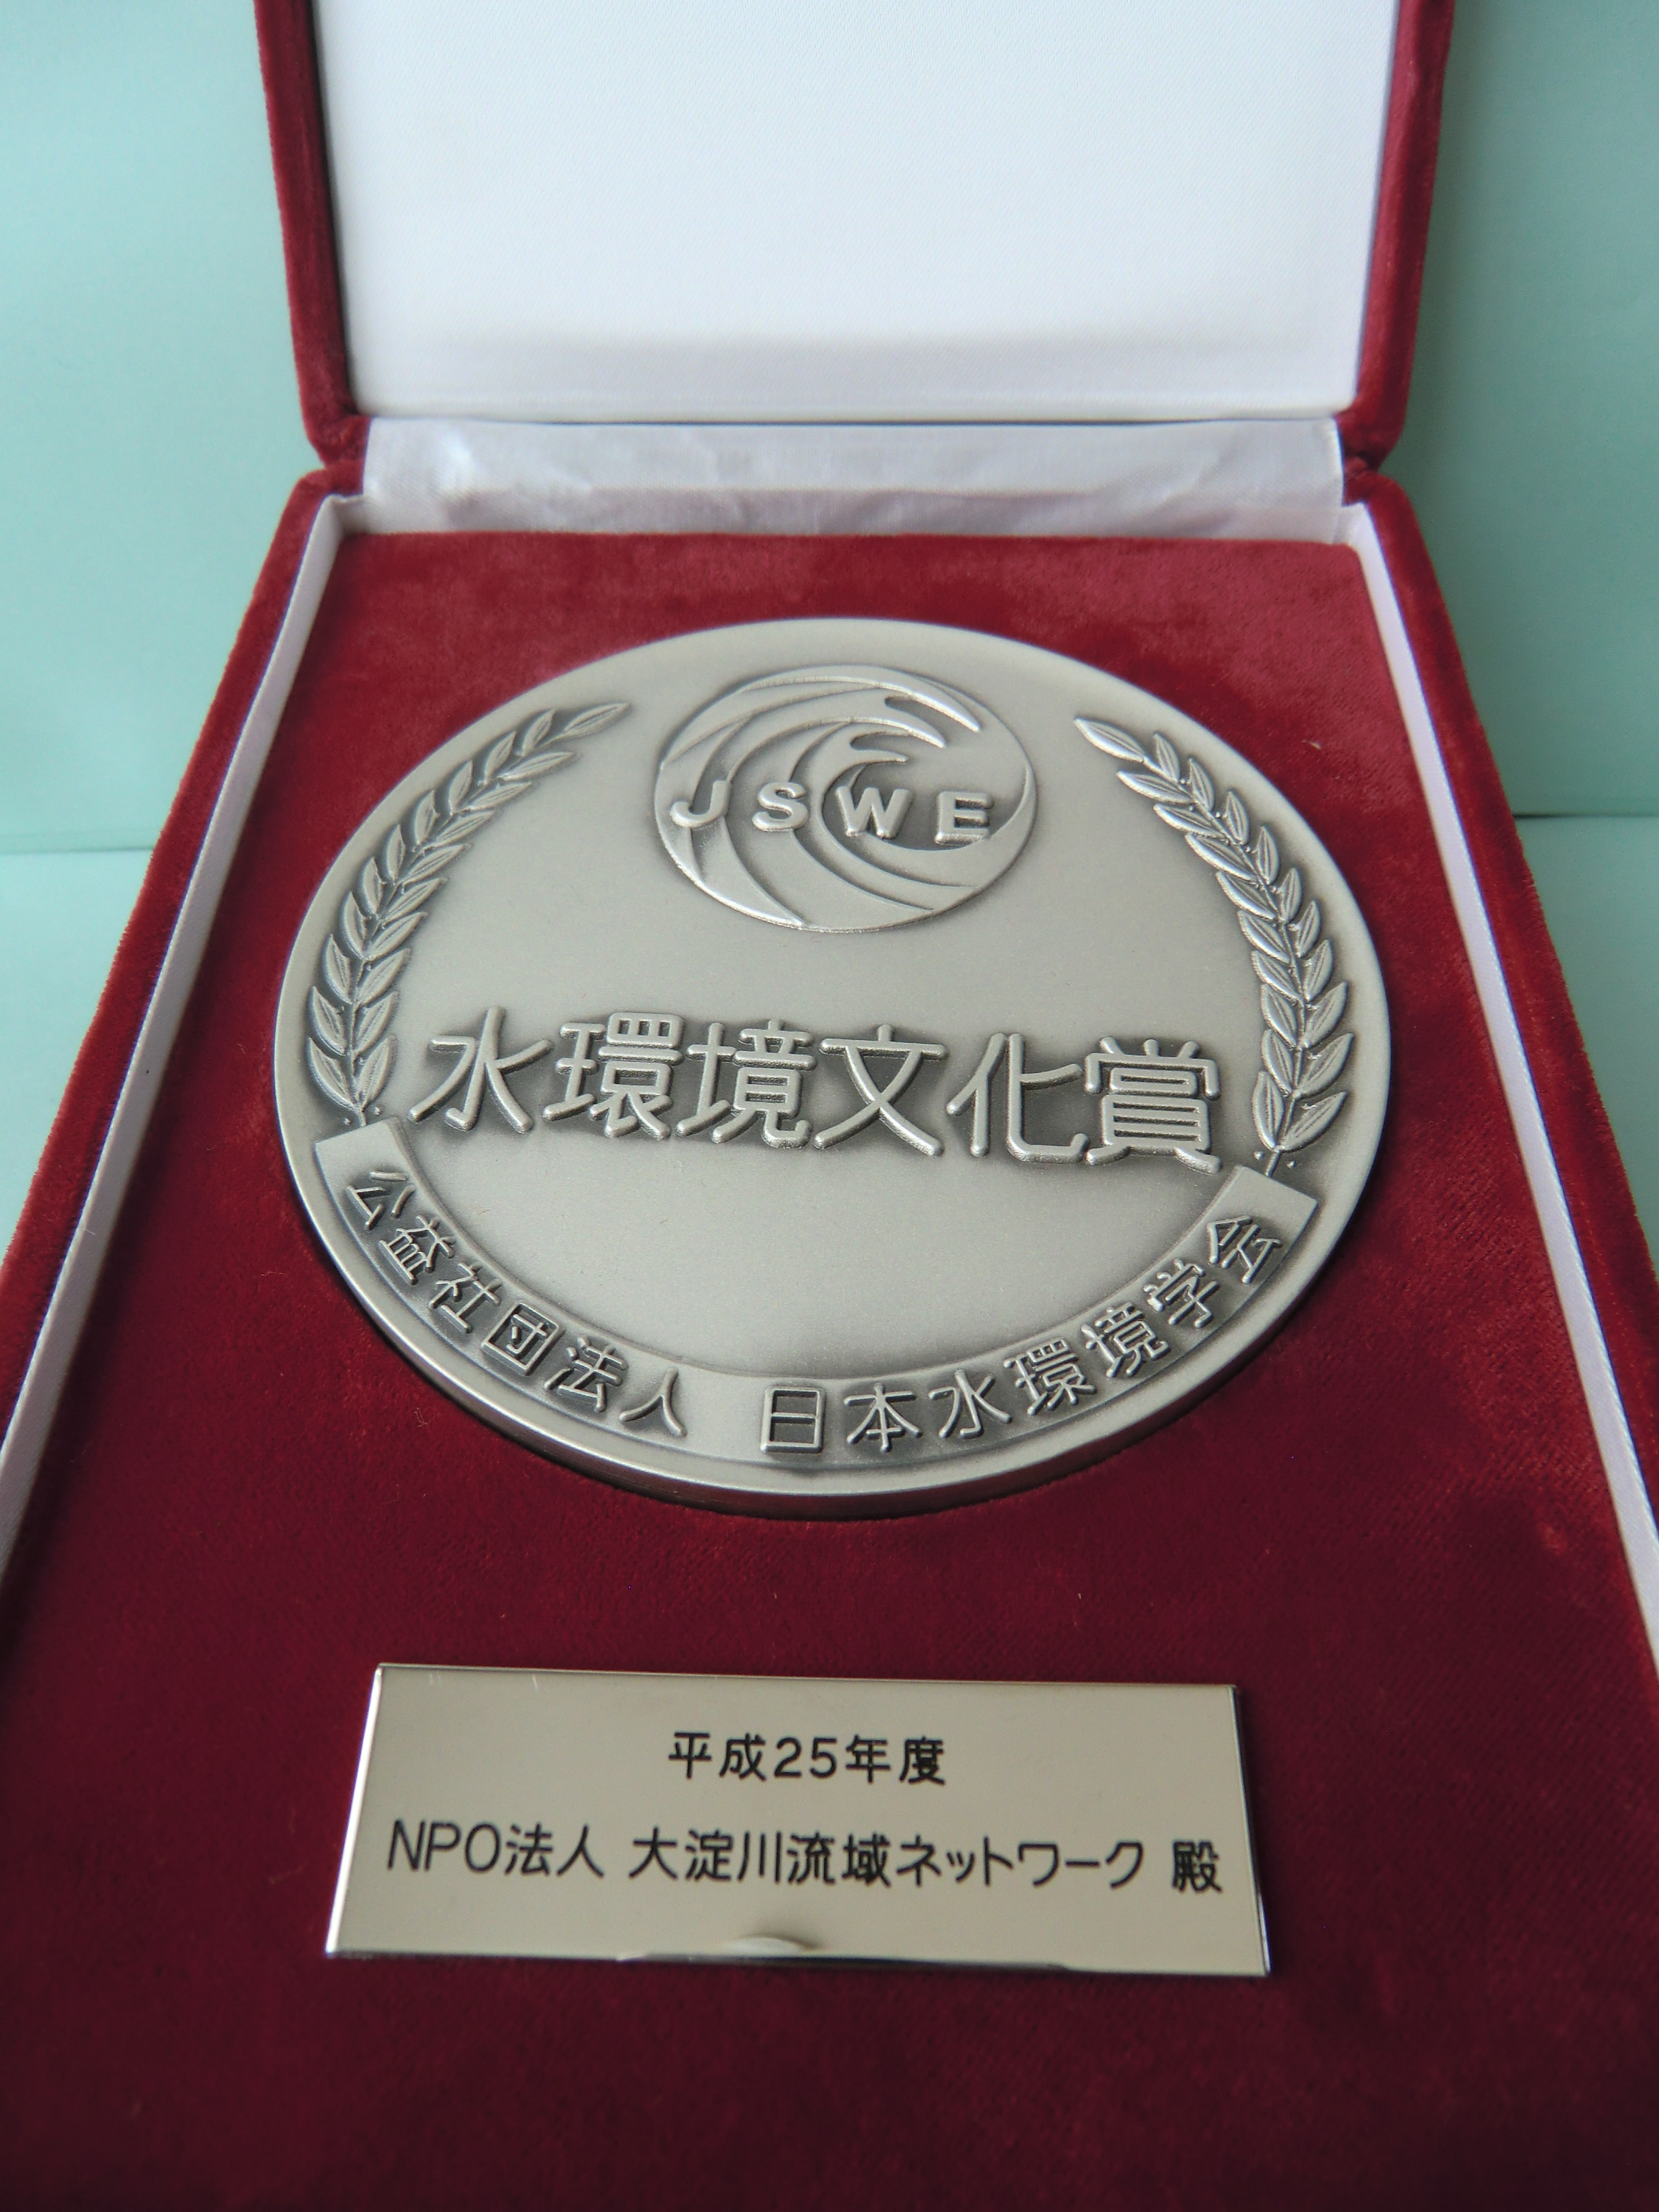 JSWE
水環境文化賞
公益社団法人 日本水環境学会
平成25年度
NPO法人 大淀川流域ネットワーク 殿